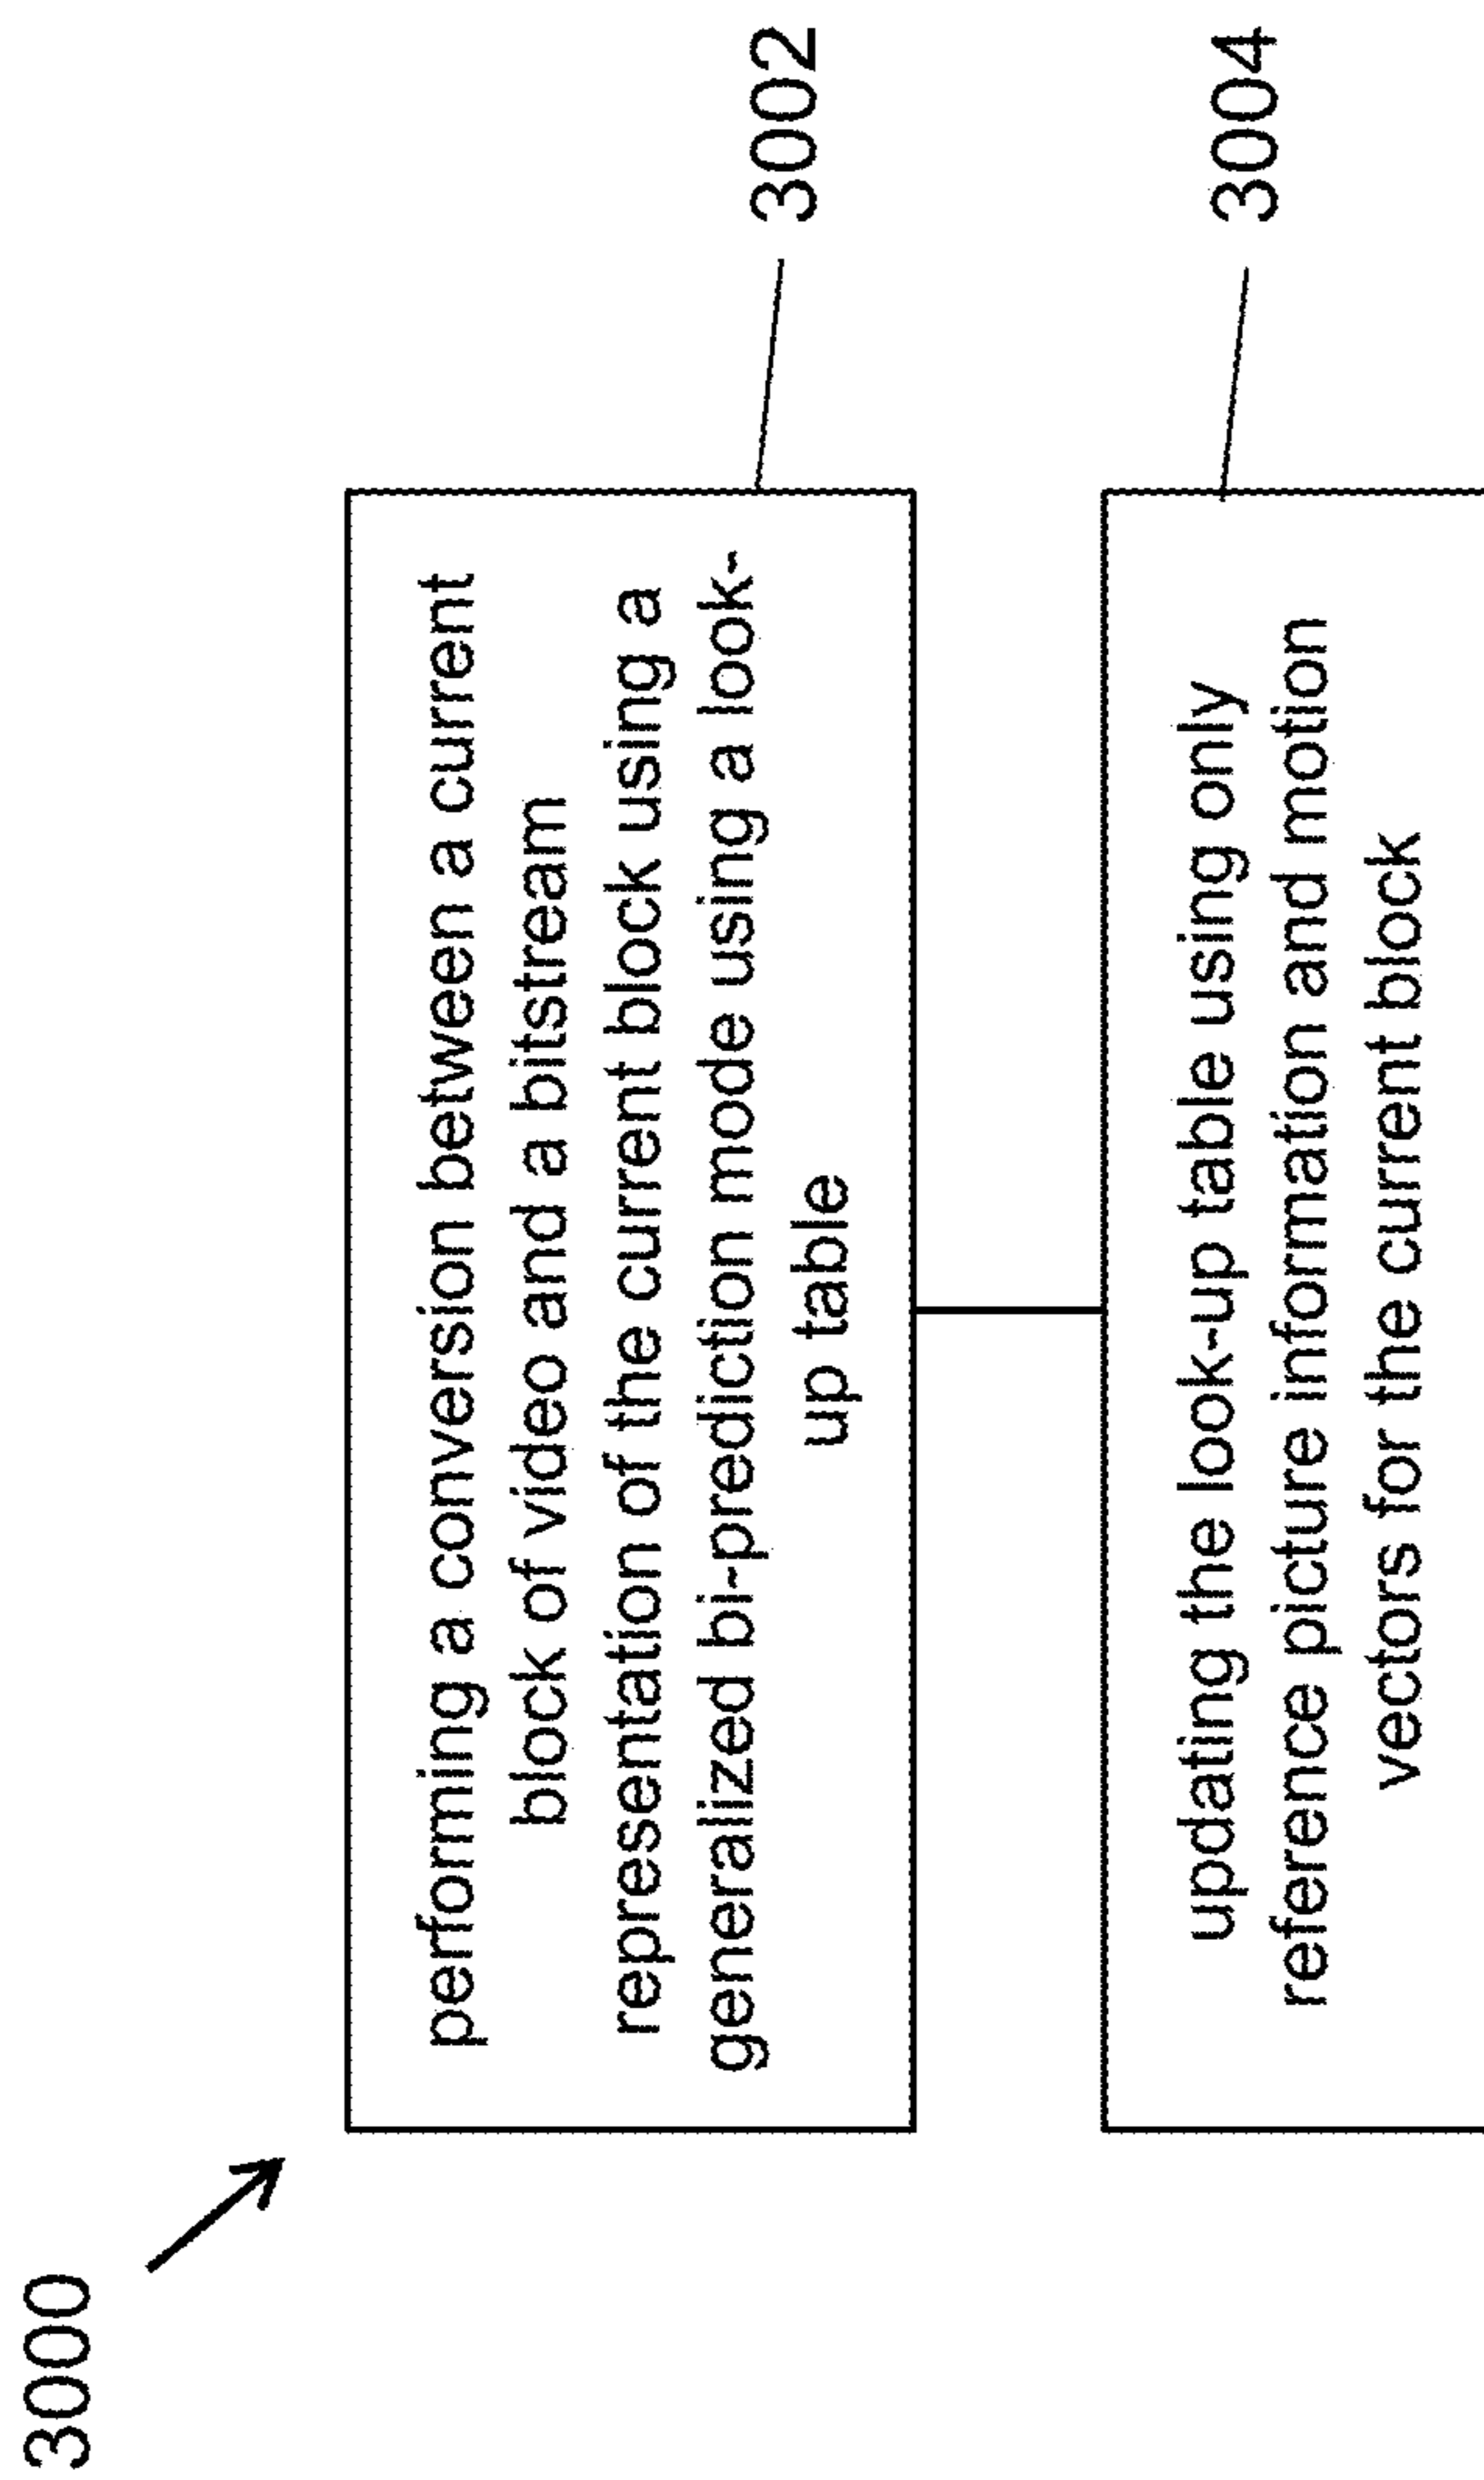 3000
performing a conversion between a current
block of video and a bitstream
representation of the current block using a
generalized bi-prediction mode using a look-
up table
3002
updating the look-up table using only
reference picture information and motion
vectors for the current block
3004